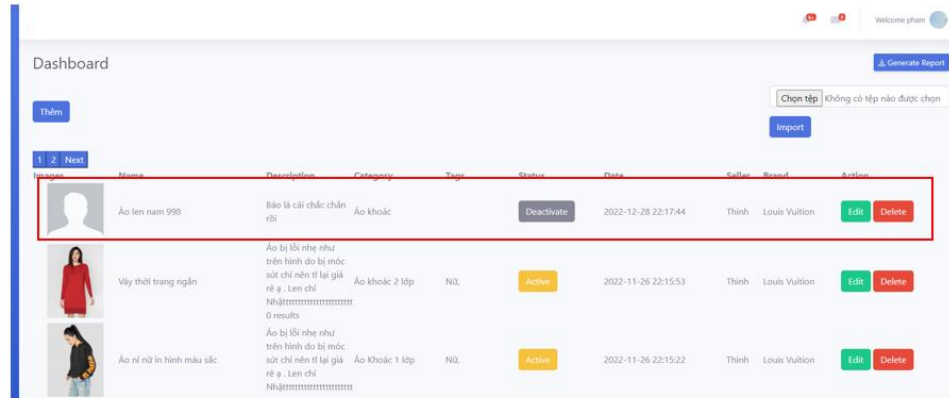 Welcome pham
Dashboard
Generate Report
Chọn tệp Không có tệp nào được chọn
Thêm
Import
1 2 Next
Images Name Description Category Tags Status Date Seller Brand Action
Áo len nam 998
Báo lá cải chắc chắn
rồi
Áo khoác
Deactivate
2022-12-28 22:17:44
Thinh
Louis Vuition
Edit Delete
Váy thời trang ngắn
Áo bị lỗi nhẹ như
trên hình do bị móc
sút chỉ nên tl lại giá
rẻ ạ . Len chỉ
0 results
Áo khoác 2 lớp
Nữ,
Active
2022-11-26 22:15:53
Thinh
Louis Vuition
Edit Delete
Áo nỉ nữ in hình màu sắc
Áo bị lỗi nhẹ như
trên hình do bị móc
sút chỉ nên tl lại giá
rẻ ạ . Len chỉ
Áo Khoác 1 lớp
Nữ,
Active
2022-11-26 22:15:22
Thinh
Louis Vuition
Edit Delete